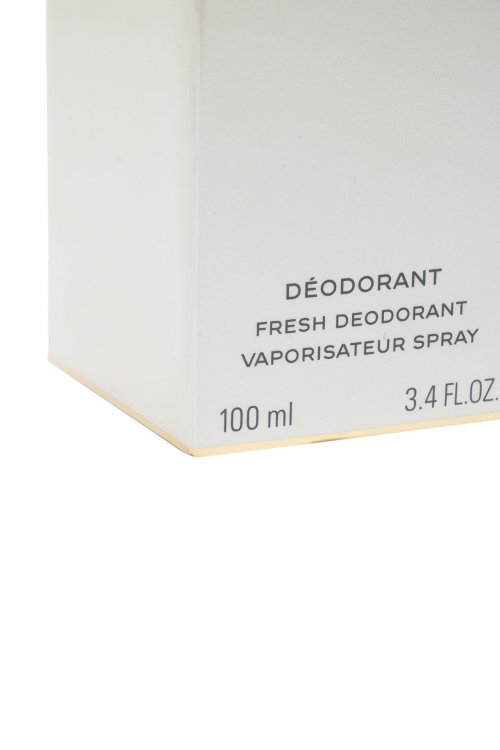 DÉODORANT
FRESH DEODORANT
VAPORISATEUR SPRAY
100 ml 3.4 FL.OZ.